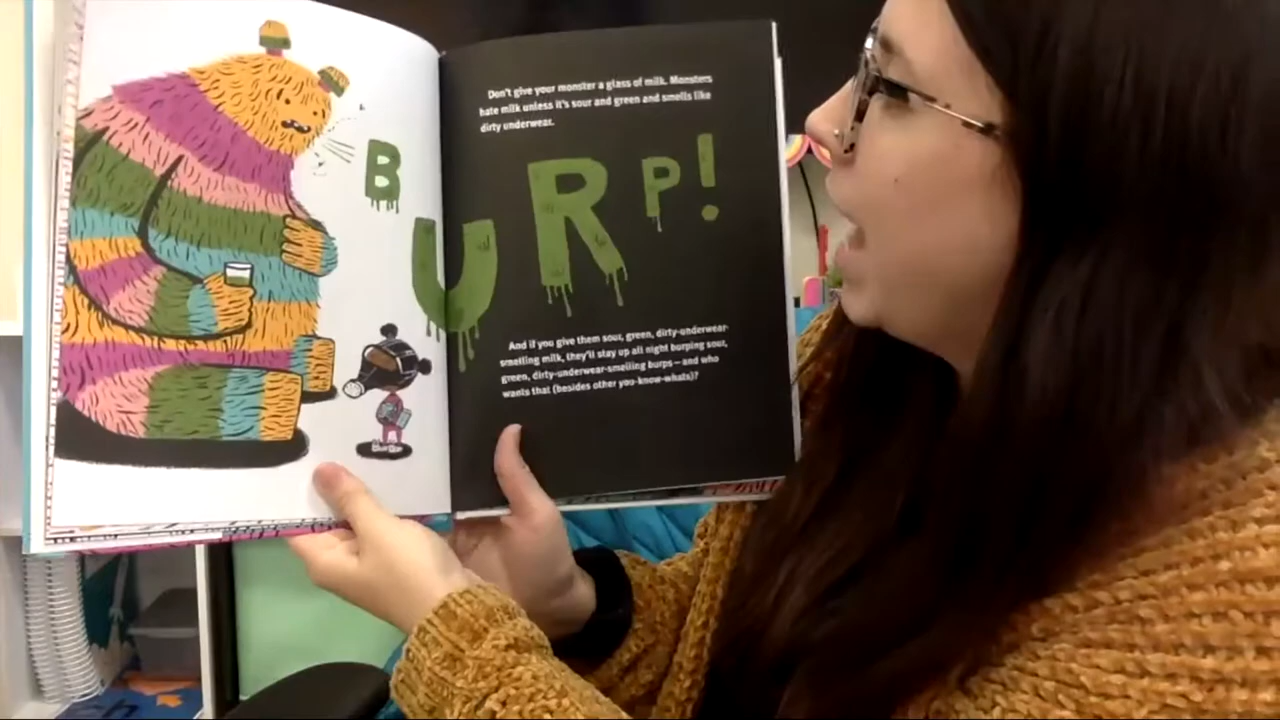 Don't give your monster a glass of milk. Monsters
hate milk unless it's sour and green and smells like
dirty underwear.
BURP!
And if you give them sour, green, dirty-underwear-
smelling milk, they'll stay up all night burping sour,
green, dirty-underwear-smelling burps—and who
wants that (besides other you-know-whats)?